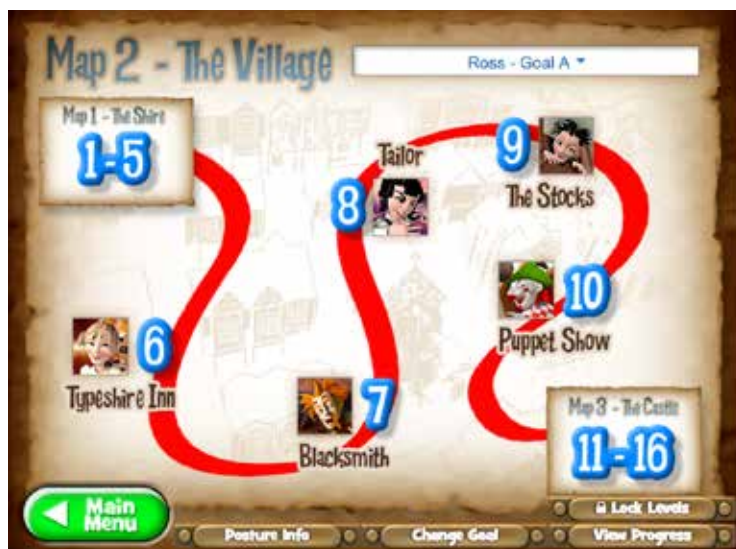 Map 2 - The Village
Ross - Goal A
Map 1 - The Shire
1-5
Tailor
8
9
The Stocks
6
Typeshire Inn
7
Blacksmith
10
Puppet Show
Map 3 - The Castle
11-16
Main
Menu
Lock Levels
Posture Info
Change Goal
View Progress